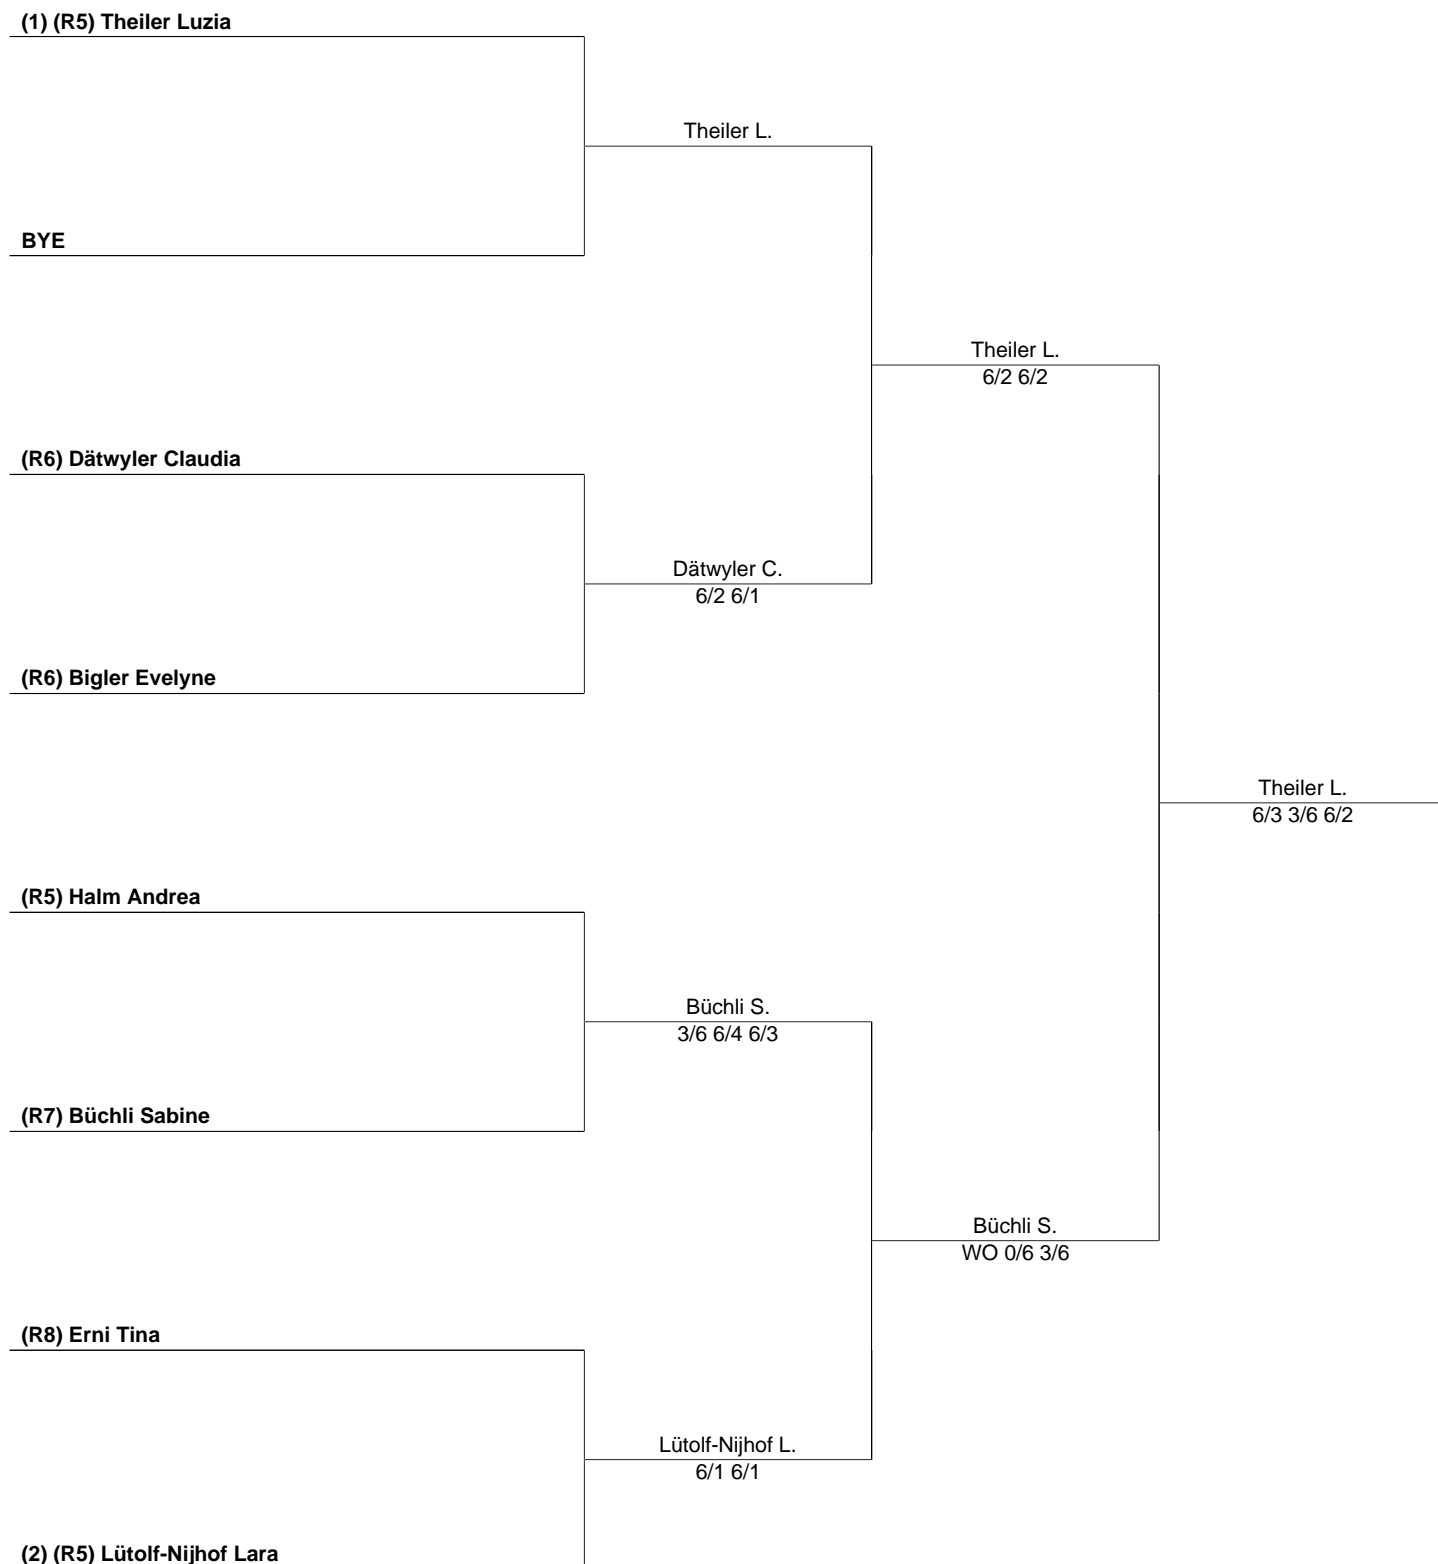 (1) (R5) Theiler Luzia
Theiler L.
BYE
Theiler L.
6/2 6/2
(R6) Dätwyler Claudia
Dätwyler C.
6/2 6/1
(R6) Bigler Evelyne
Theiler L.
6/3 3/6 6/2
(R5) Halm Andrea
Büchli S.
3/6 6/4 6/3
(R7) Büchli Sabine
Büchli S.
WO 0/6 3/6
(R8) Erni Tina
Lütolf-Nijhof L.
6/1 6/1
(2) (R5) Lütolf-Nijhof Lara